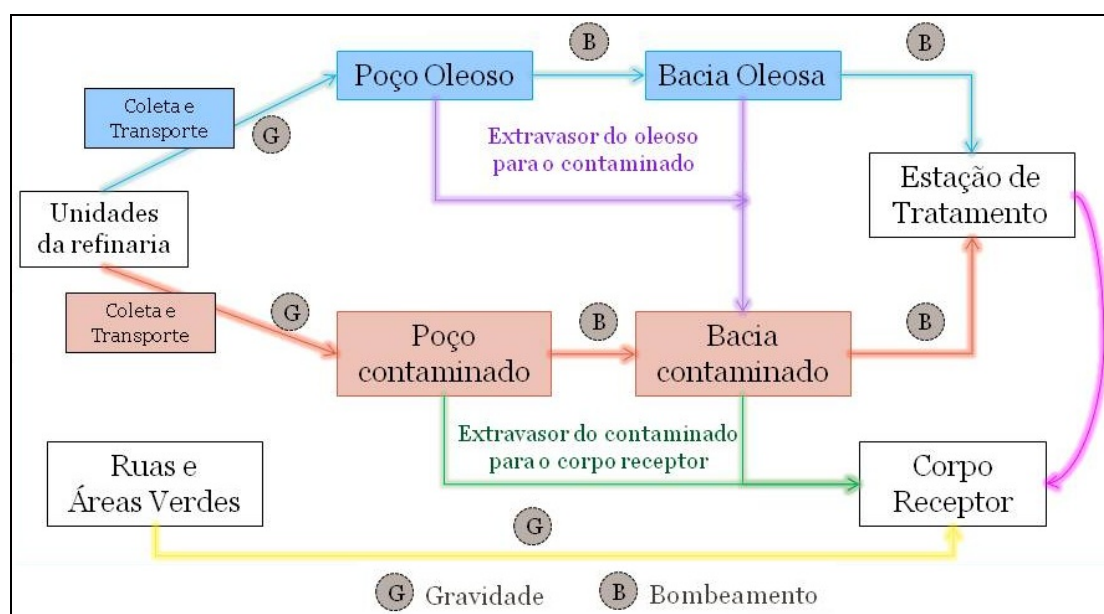 B
B
Poço Oleoso
Bacia Oleosa
Coleta e
Transporte
G
Extravasor do oleoso
para o contaminado
Estação de
Tratamento
Unidades
da refinaria
Coleta e
Transporte
G
B
B
Poço
contaminado
Bacia
contaminado
Extravasor do contaminado
para o corpo receptor
Ruas e
Áreas Verdes
Corpo
Receptor
G
G Gravidade
B Bombeamento